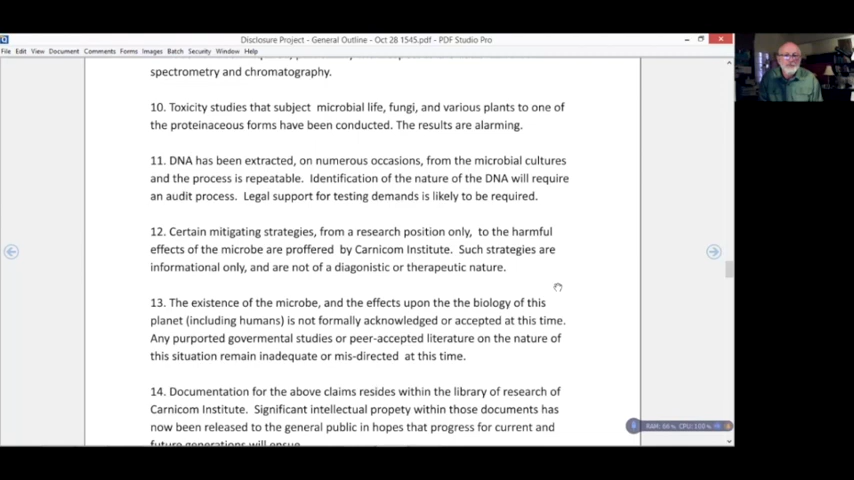 Disclosure Project - General Outline - Oct 28 1545.pdf - PDF Studio Pro
File Edit View Document Comments Forms Images Batch Security Window Help
spectrometry and chromatography.
10. Toxicity studies that subject microbial life, fungi, and various plants to one of
the proteinaceous forms have been conducted. The results are alarming.
11. DNA has been extracted, on numerous occasions, from the microbial cultures
and the process is repeatable. Identification of the nature of the DNA will require
an audit process. Legal support for testing demands is likely to be required.
12. Certain mitigating strategies, from a research position only, to the harmful
effects of the microbe are proffered by Carnicom Institute. Such strategies are
informational only, and are not of a diagonistic or therapeutic nature.
13. The existence of the microbe, and the effects upon the the biology of this
planet (including humans) is not formally acknowledged or accepted at this time.
Any purported govermental studies or peer-accepted literature on the nature of
this situation remain inadequate or mis-directed at this time.
14. Documentation for the above claims resides within the library of research of
Carnicom Institute. Significant intellectual propety within those documents has
now been released to the general public in hopes that progress for current and
future generations will ensue
RAM: 66% CPU: 100%